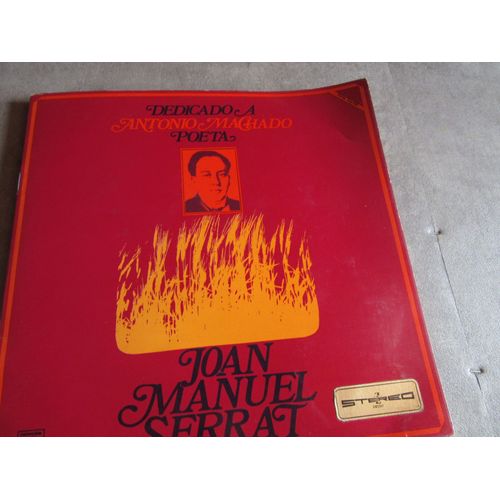 DEDICADO A
ANTONIO MACHADO
POETA
JOAN
MANUEL
SERRAT
STEREO